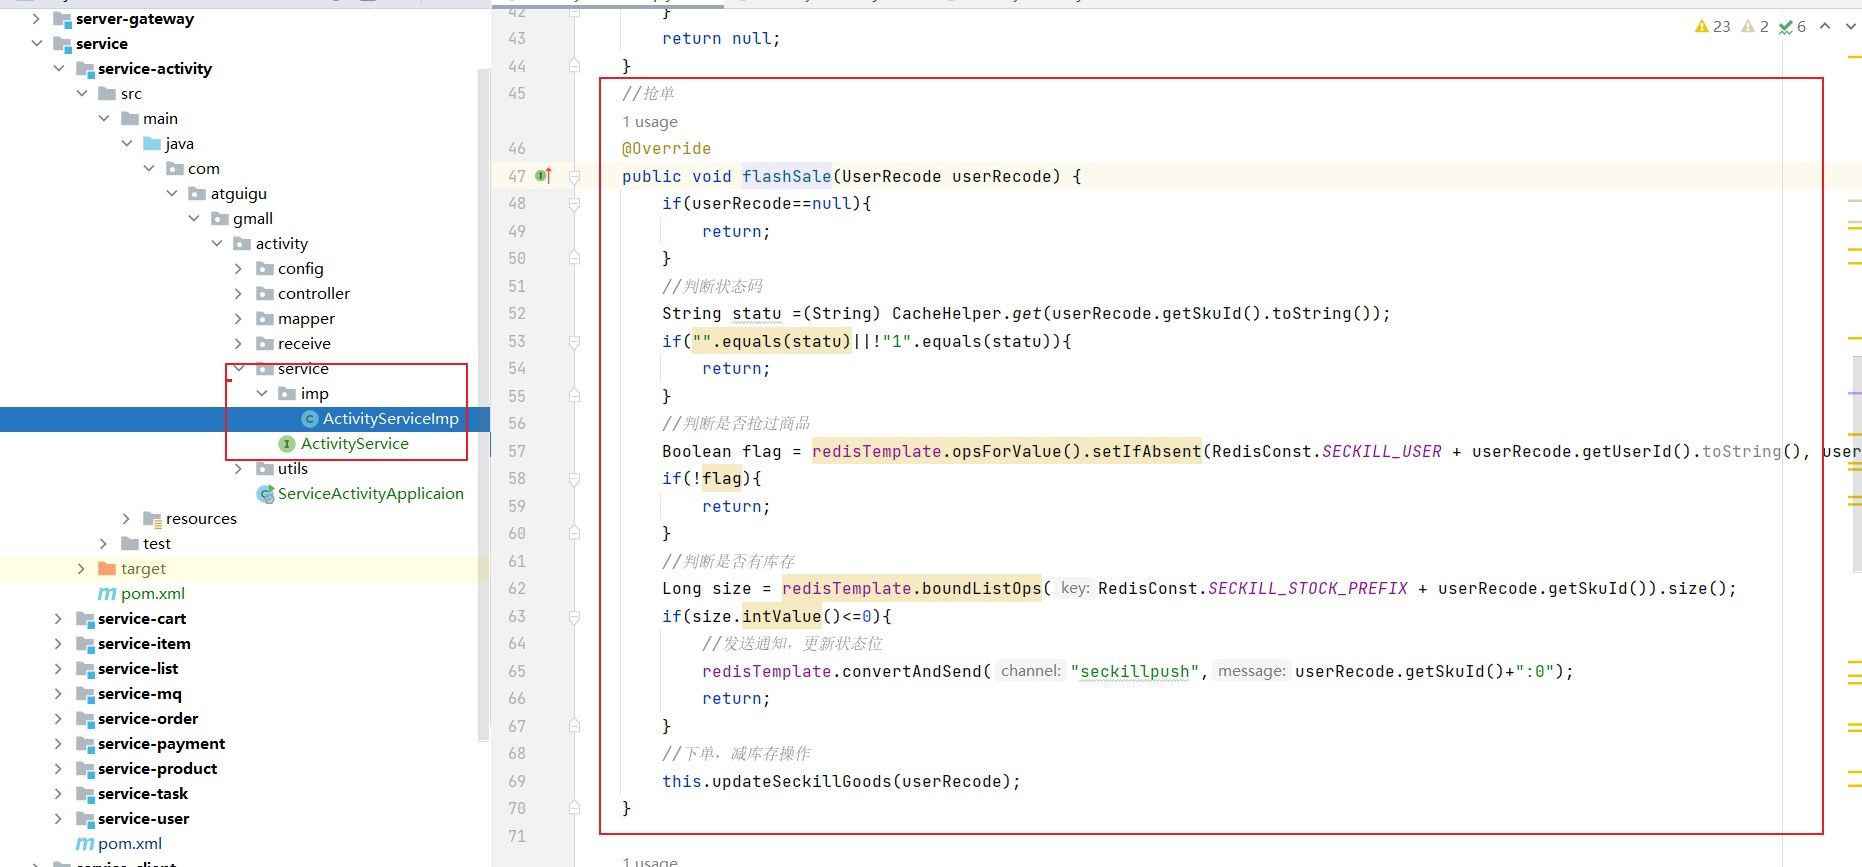 server-gateway
service
service-activity
src
main
java
com
atguigu
gmall
activity
config
controller
mapper
receive
service
imp
ActivityServiceImp
ActivityService
utils
ServiceActivityApplicaion
resources
test
target
pom.xml
service-cart
service-item
service-list
service-mq
service-order
service-payment
service-product
service-task
service-user
pom.xml
23 2 6
42 }
43 return null;
44 }
45 //抢单
1 usage
46 @Override
47 public void flashSale(UserRecode userRecode) {
48 if(userRecode==null){
49 return;
50 }
51 //判断状态码
52 String statu =(String) CacheHelper.get(userRecode.getSkuId().toString());
53 if("".equals(statu)||!"1".equals(statu)){
54 return;
55 }
56 //判断是否抢过商品
57 Boolean flag = redisTemplate.opsForValue().setIfAbsent(RedisConst.SECKILL_USER + userRecode.getUserId().toString(), user
58 if(!flag){
59 return;
60 }
61 //判断是否有库存
62 Long size = redisTemplate.boundListOps( key: RedisConst.SECKILL_STOCK_PREFIX + userRecode.getSkuId()).size();
63 if(size.intValue()<=0){
64 //发送通知，更新状态位
65 redisTemplate.convertAndSend( channel: "seckillpush", message: userRecode.getSkuId()+":0");
66 return;
67 }
68 //下单，减库存操作
69 this.updateSeckillGoods(userRecode);
70 }
71
1 usage